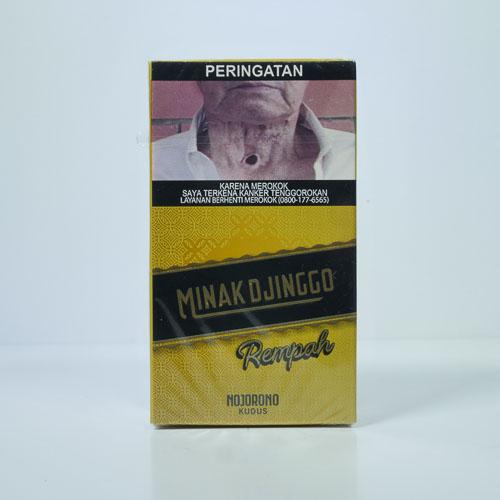 PERINGATAN
KARENA MEROKOK
SAYA TERKENA KANKER TENGGOROKAN
LAYANAN BERHENTI MEROKOK (0800-177-6565)
MINAK DJINGGO
Rempah
NOJORONO
KUDUS